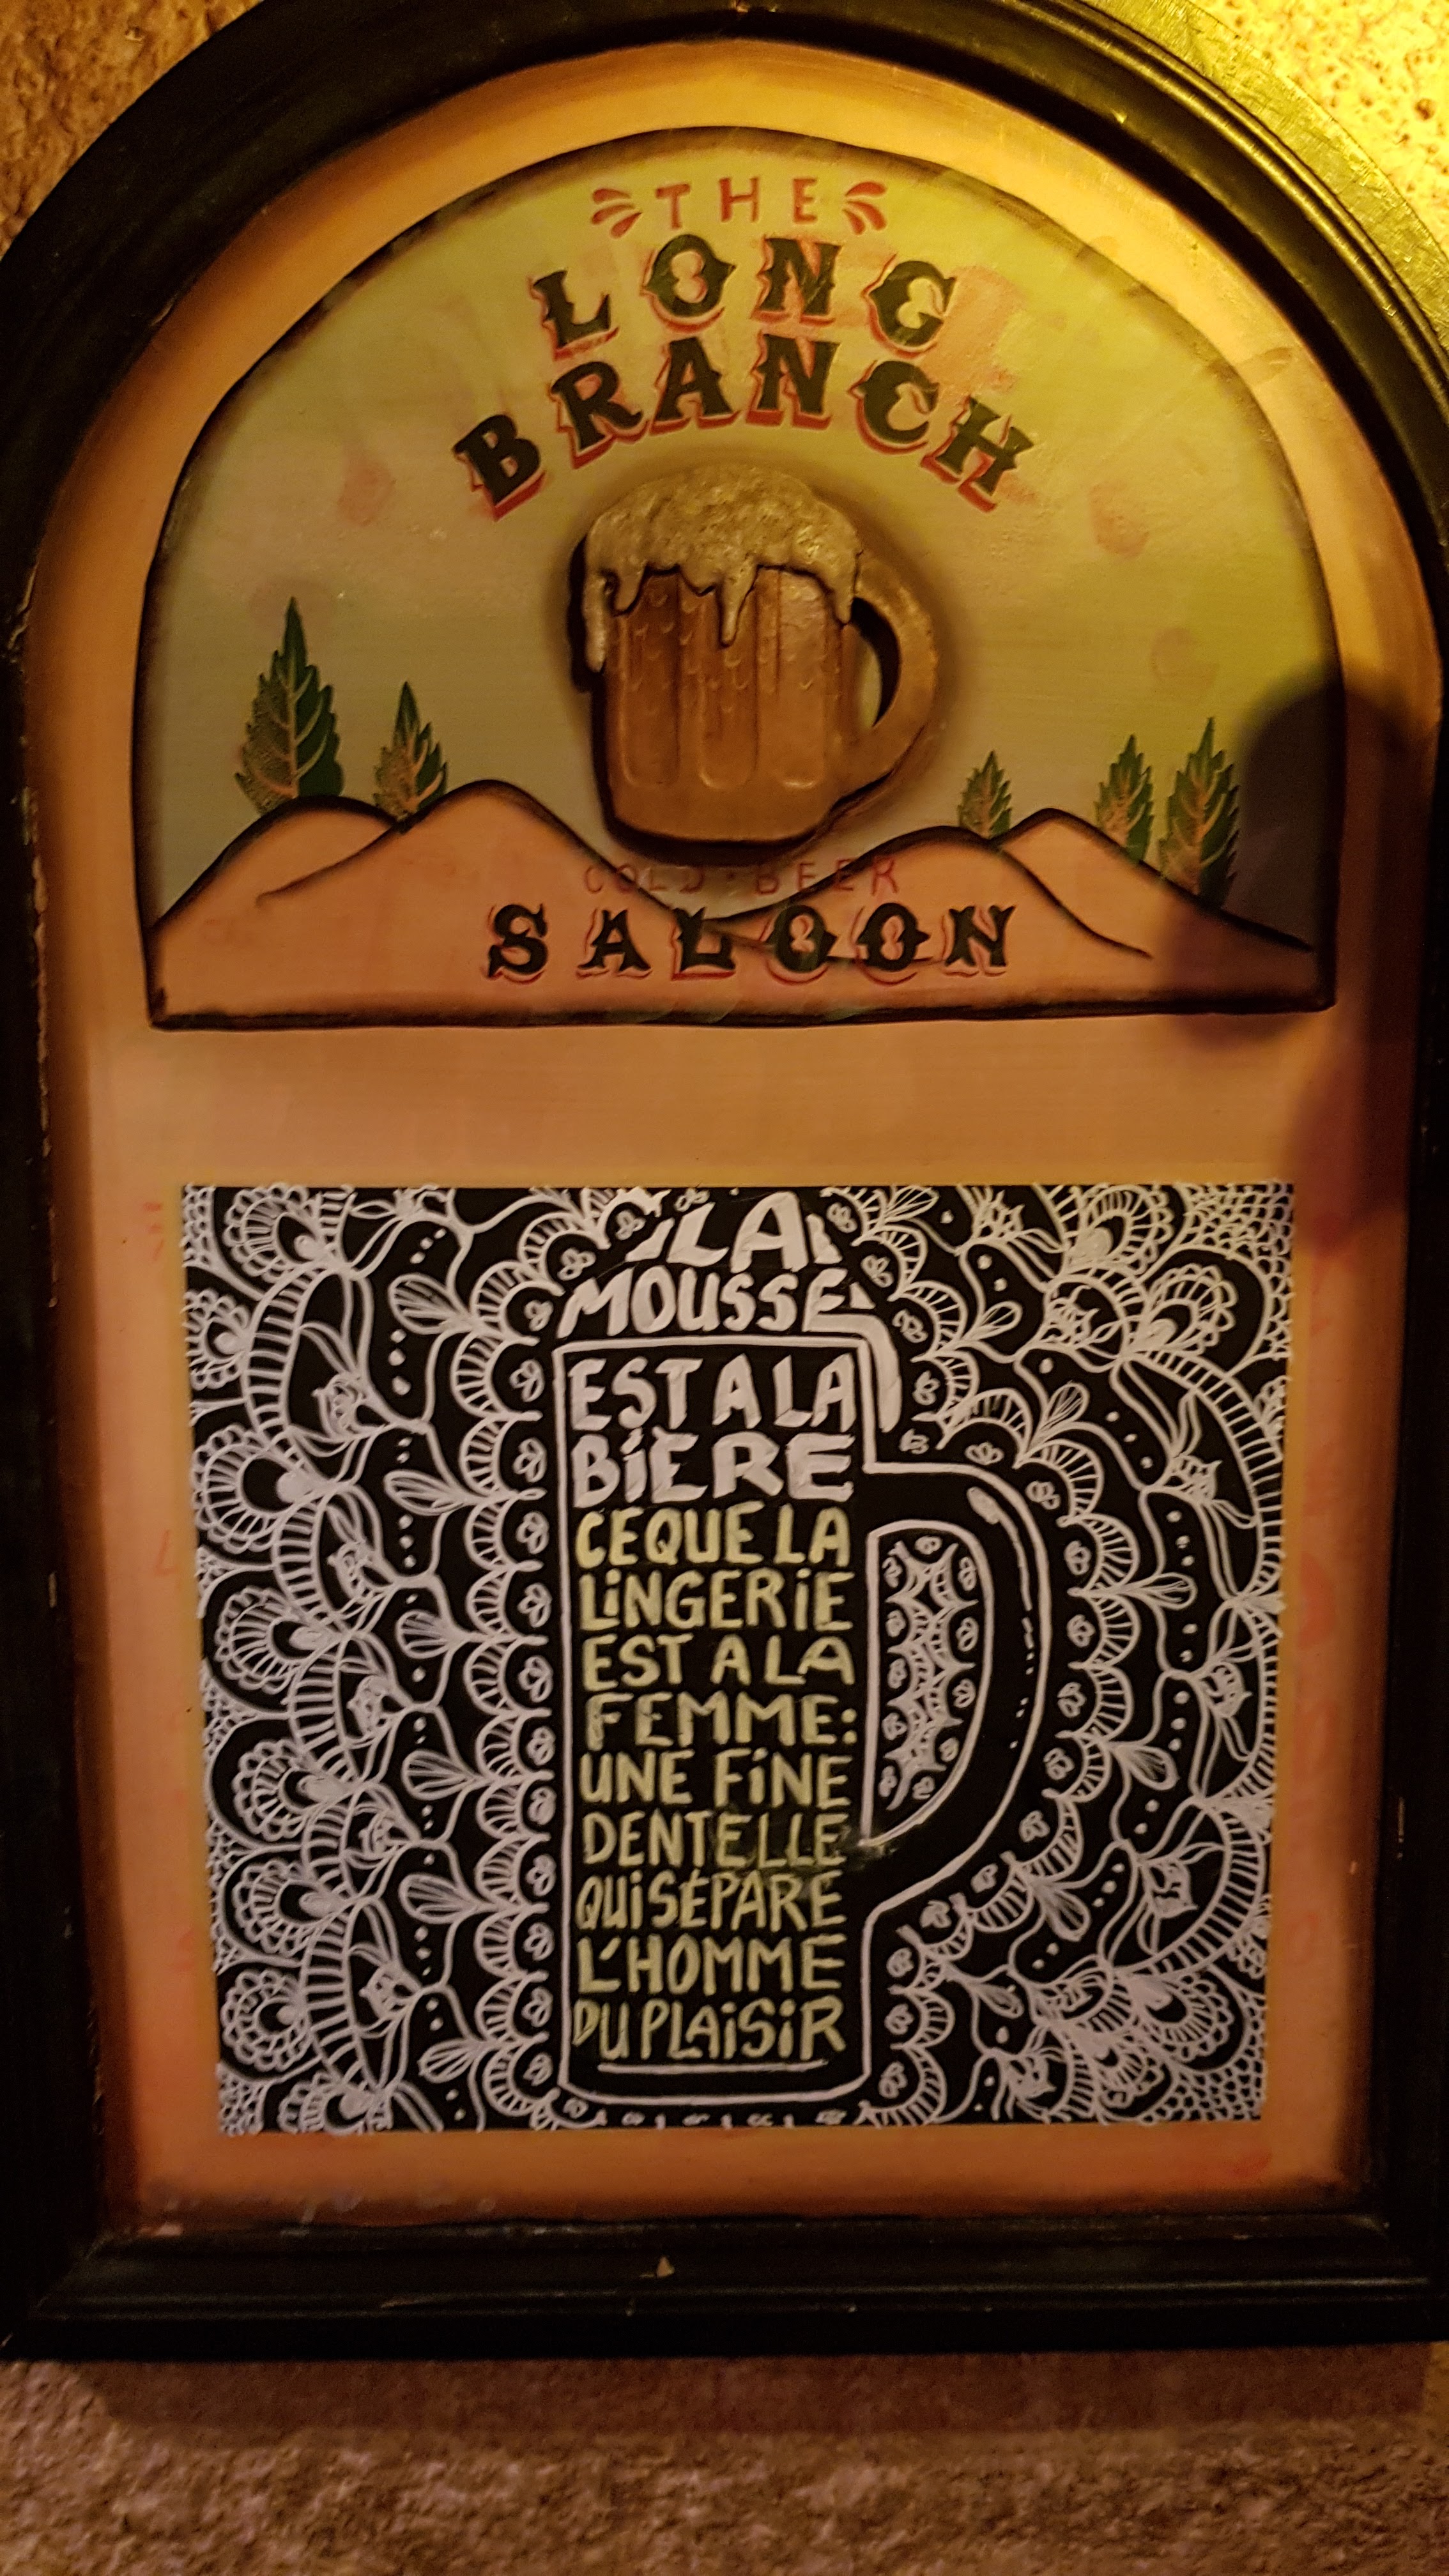 THE
LONG
BRANCH
COLD · BEER
SALOON
LA
MOUSSE
EST A LA
BIERE
CE QUE LA
LINGERIE
EST A LA
FEMME:
UNE FINE
DENTELLE
QUI SÉPARE
L'HOMME
DU PLAISIR